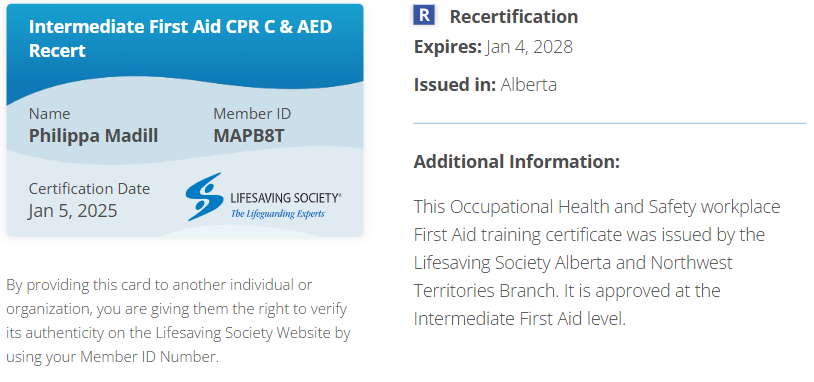 Intermediate First Aid CPR C & AED
Recert
Name
Philippa Madill
Member ID
MAPB8T
Certification Date
Jan 5, 2025
LIFESAVING SOCIETY®
The Lifeguarding Experts
By providing this card to another individual or
organization, you are giving them the right to verify
its authenticity on the Lifesaving Society Website by
using your Member ID Number.
R Recertification
Expires: Jan 4, 2028
Issued in: Alberta
Additional Information:
This Occupational Health and Safety workplace
First Aid training certificate was issued by the
Lifesaving Society Alberta and Northwest
Territories Branch. It is approved at the
Intermediate First Aid level.